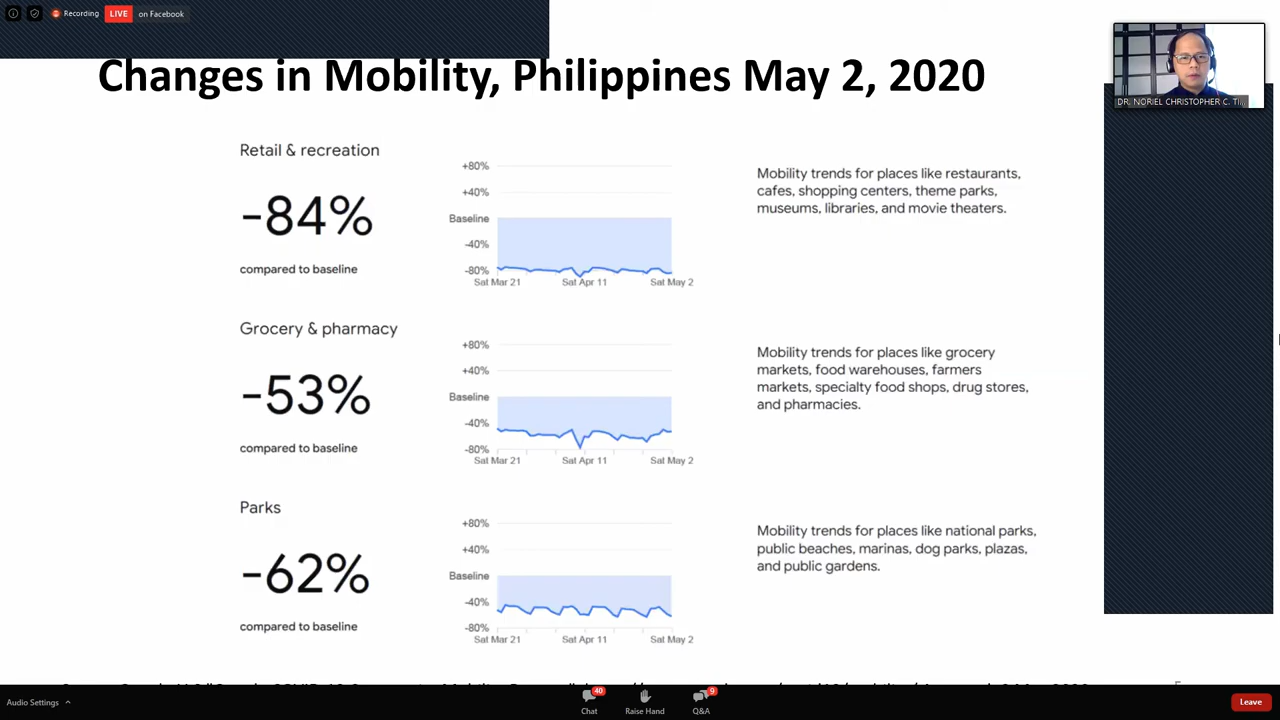 Recording LIVE on Facebook
Changes in Mobility, Philippines May 2, 2020
DR. NORIEL CHRISTOPHER C. Ti...
Retail & recreation
-84%
compared to baseline
+80%
+40%
Baseline
-40%
-80%
Sat Mar 21 Sat Apr 11 Sat May 2
Mobility trends for places like restaurants,
cafes, shopping centers, theme parks,
museums, libraries, and movie theaters.
Grocery & pharmacy
-53%
compared to baseline
+80%
+40%
Baseline
-40%
-80%
Sat Mar 21 Sat Apr 11 Sat May 2
Mobility trends for places like grocery
markets, food warehouses, farmers
markets, specialty food shops, drug stores,
and pharmacies.
Parks
-62%
compared to baseline
+80%
+40%
Baseline
-40%
-80%
Sat Mar 21 Sat Apr 11 Sat May 2
Mobility trends for places like national parks,
public beaches, marinas, dog parks, plazas,
and public gardens.
Audio Settings
40
Chat
Raise Hand
9
Q&A
Leave